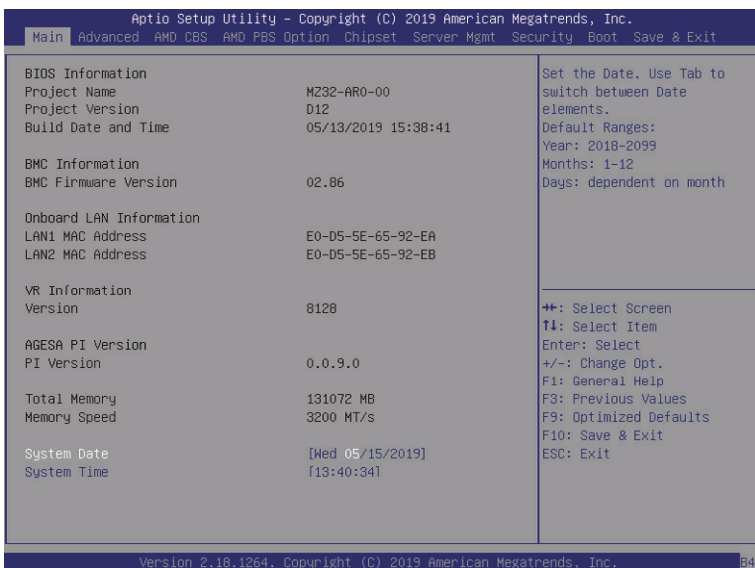 Aptio Setup Utility – Copyright (C) 2019 American Megatrends, Inc.
Main Advanced AMD CBS AMD PBS Option Chipset Server Mgmt Security Boot Save & Exit
BIOS Information
Project Name MZ32-AR0-00
Project Version D12
Build Date and Time 05/13/2019 15:38:41
BMC Information
BMC Firmware Version 02.86
Onboard LAN Information
LAN1 MAC Address E0-D5-5E-65-92-EA
LAN2 MAC Address E0-D5-5E-65-92-EB
VR Information
Version 8128
AGESA PI Version
PI Version 0.0.9.0
Total Memory 131072 MB
Memory Speed 3200 MT/s
System Date [Wed 05/15/2019]
System Time [13:40:34]
Set the Date. Use Tab to
switch between Date
elements.
Default Ranges:
Year: 2018-2099
Months: 1-12
Days: dependent on month
→←: Select Screen
↑↓: Select Item
Enter: Select
+/-: Change Opt.
F1: General Help
F3: Previous Values
F9: Optimized Defaults
F10: Save & Exit
ESC: Exit
Version 2.18.1264. Copyright (C) 2019 American Megatrends, Inc.
B4